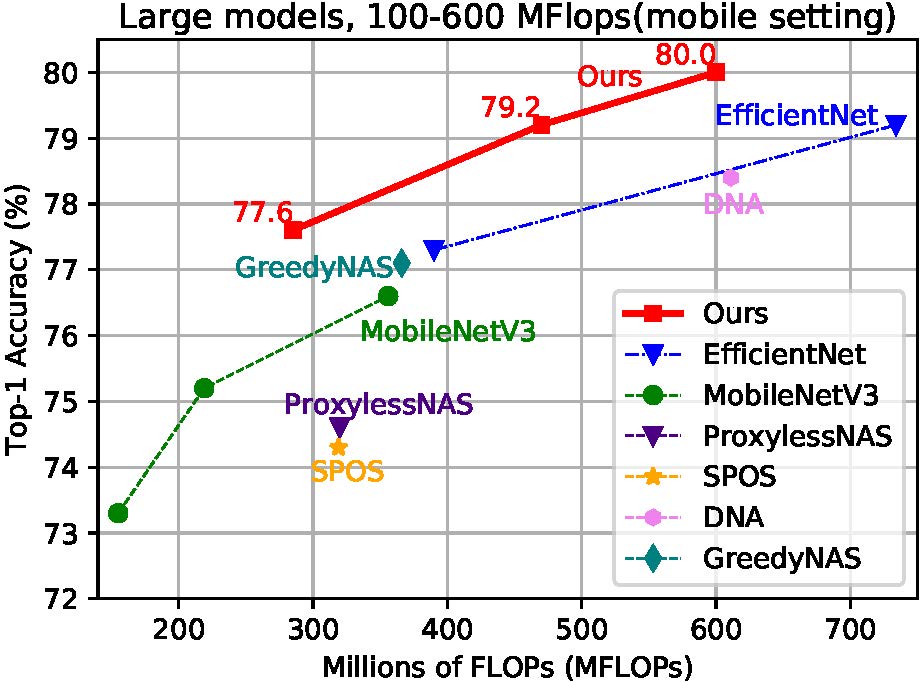 Large models, 100-600 MFlops(mobile setting)
80.0
Ours
79.2
EfficientNet
DNA
77.6
GreedyNAS
MobileNetV3
ProxylessNAS
SPOS
Ours
EfficientNet
MobileNetV3
ProxylessNAS
SPOS
DNA
GreedyNAS
80
79
78
77
76
75
74
73
72
Top-1 Accuracy (%)
200 300 400 500 600 700
Millions of FLOPs (MFLOPs)